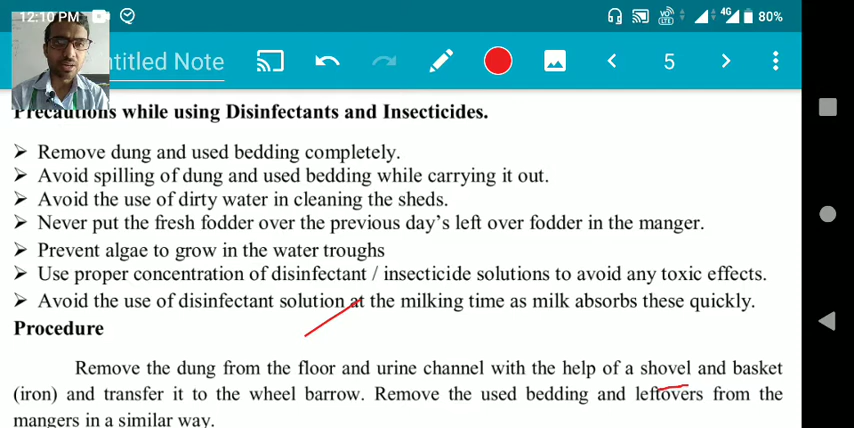 12:10 PM
VO LTE 4G 80%
ntitled Note
5
Precautions while using Disinfectants and Insecticides.
➢ Remove dung and used bedding completely.
➢ Avoid spilling of dung and used bedding while carrying it out.
➢ Avoid the use of dirty water in cleaning the sheds.
➢ Never put the fresh fodder over the previous day's left over fodder in the manger.
➢ Prevent algae to grow in the water troughs
➢ Use proper concentration of disinfectant / insecticide solutions to avoid any toxic effects.
➢ Avoid the use of disinfectant solution at the milking time as milk absorbs these quickly.
Procedure
Remove the dung from the floor and urine channel with the help of a shovel and basket
(iron) and transfer it to the wheel barrow. Remove the used bedding and leftovers from the
mangers in a similar way.